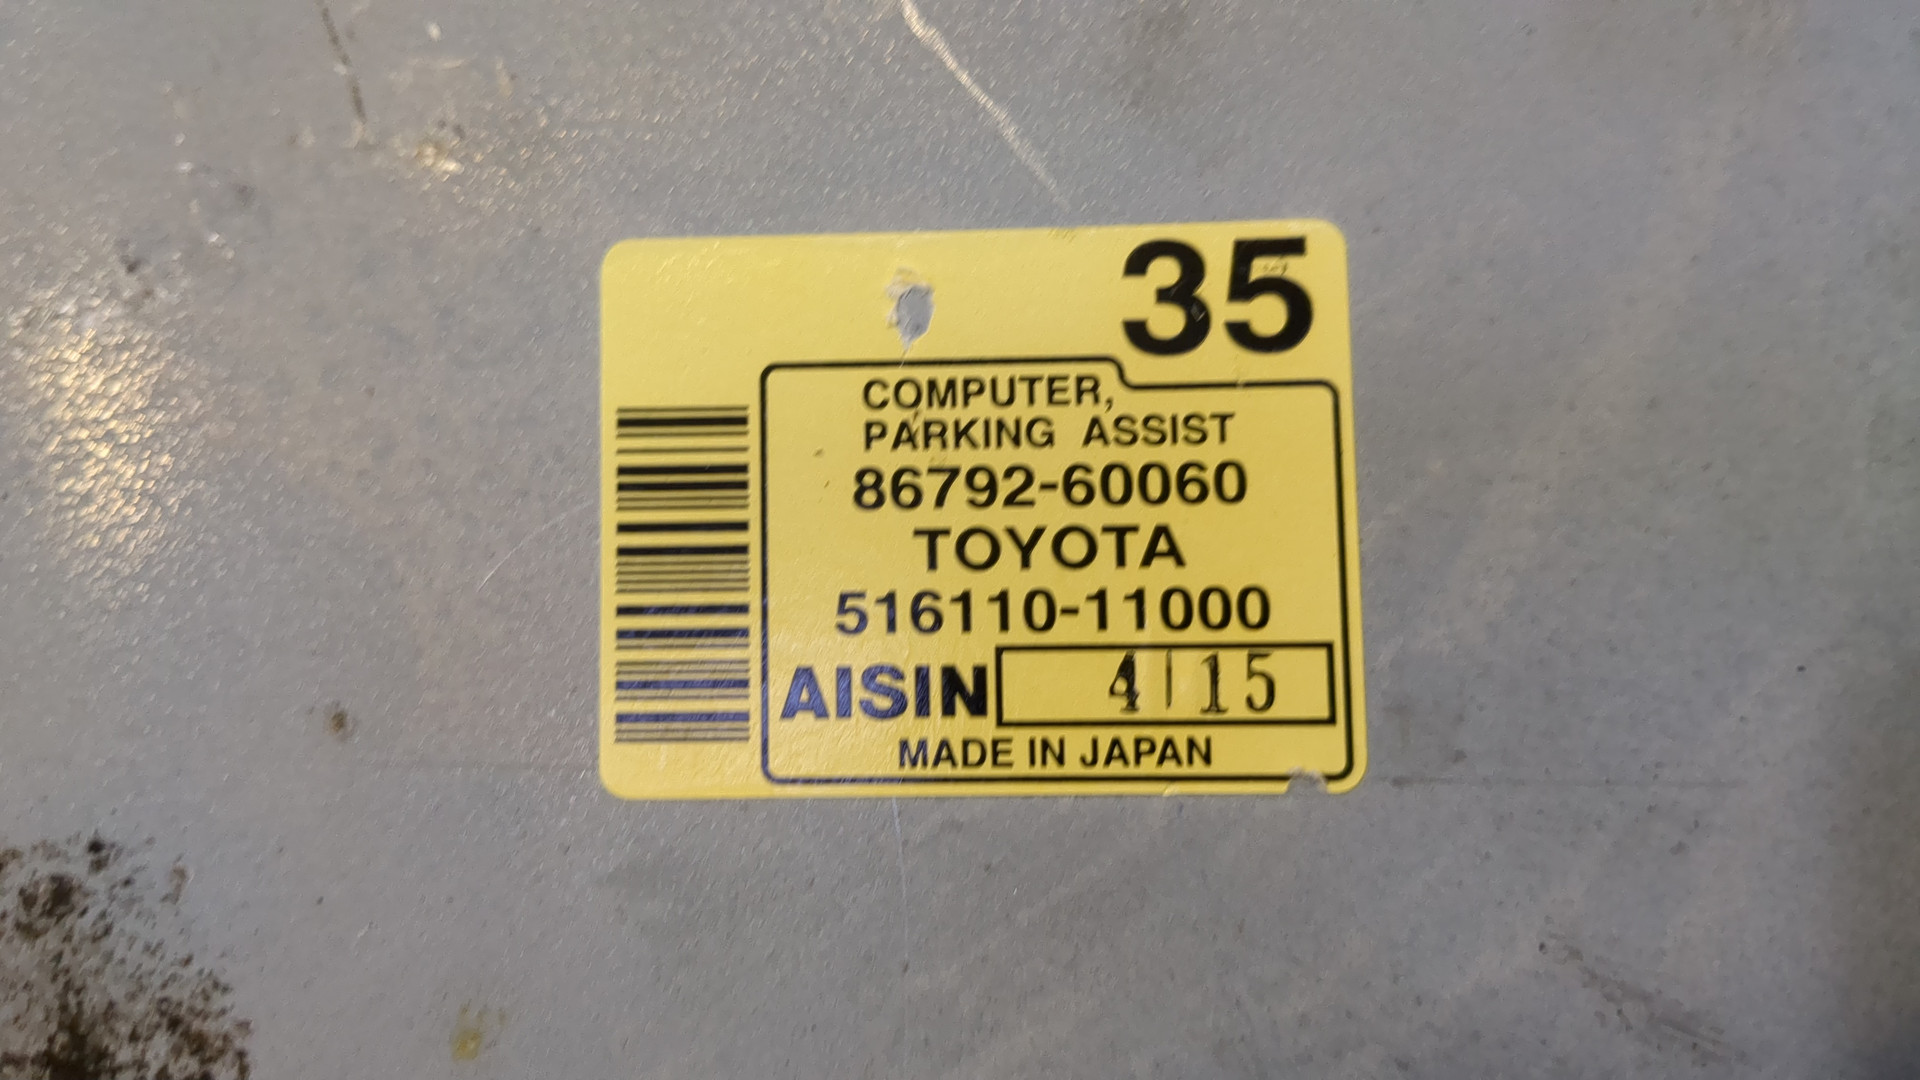 35
COMPUTER,
PARKING ASSIST
86792-60060
TOYOTA
516110-11000
AISIN 4 | 15
MADE IN JAPAN